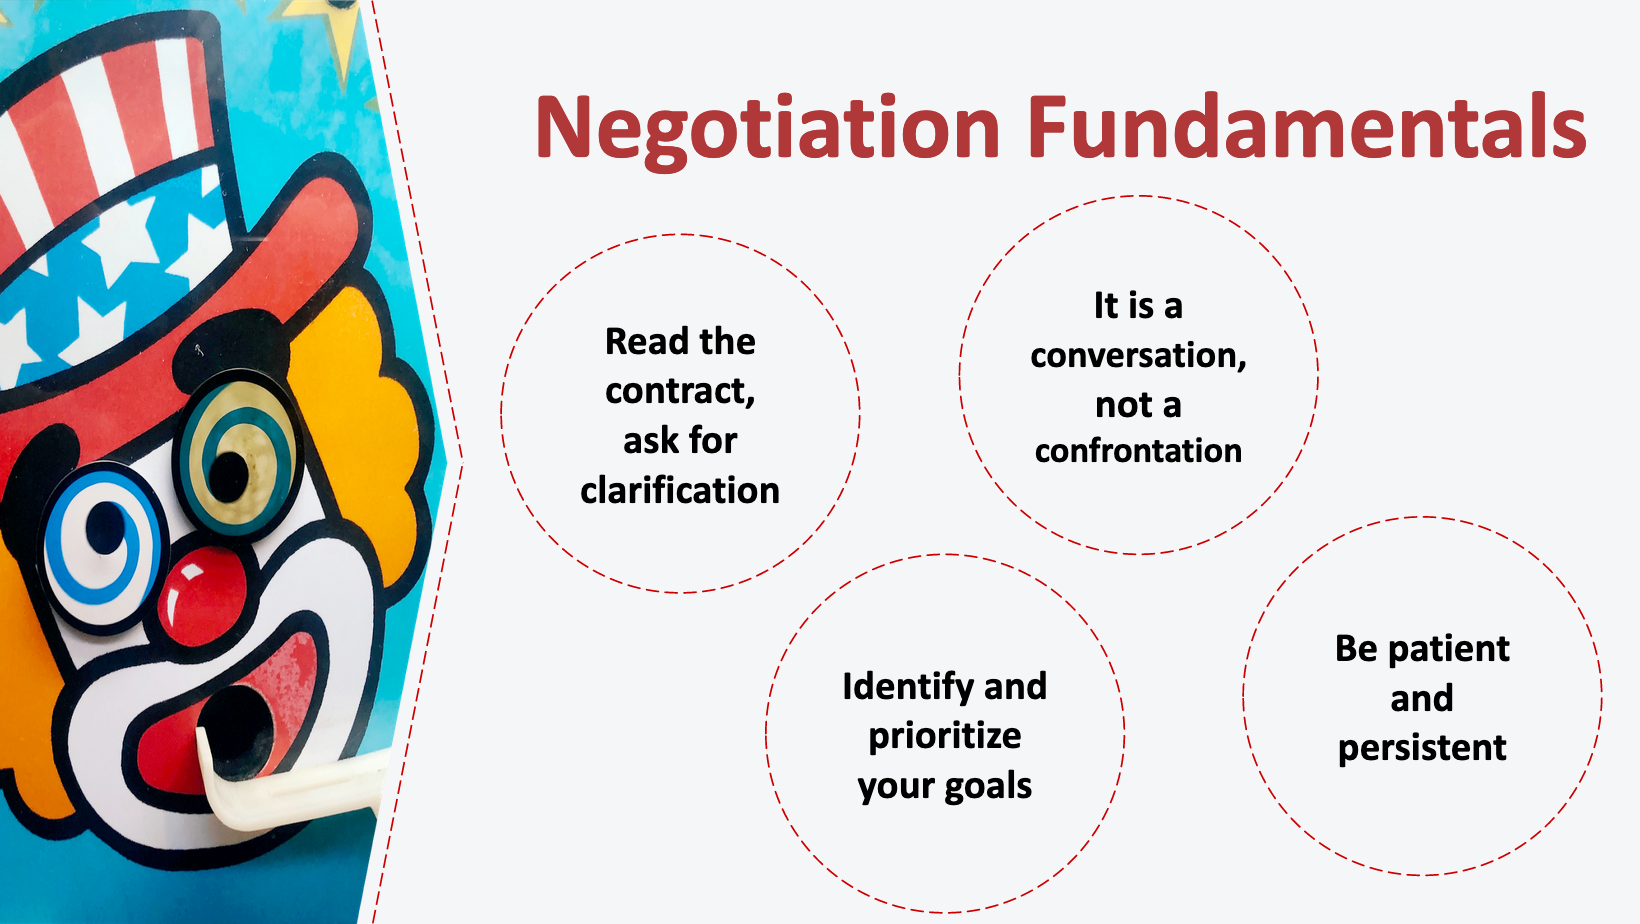 Negotiation Fundamentals
Read the
contract,
ask for
clarification
It is a
conversation,
not a
confrontation
Identify and
prioritize
your goals
Be patient
and
persistent